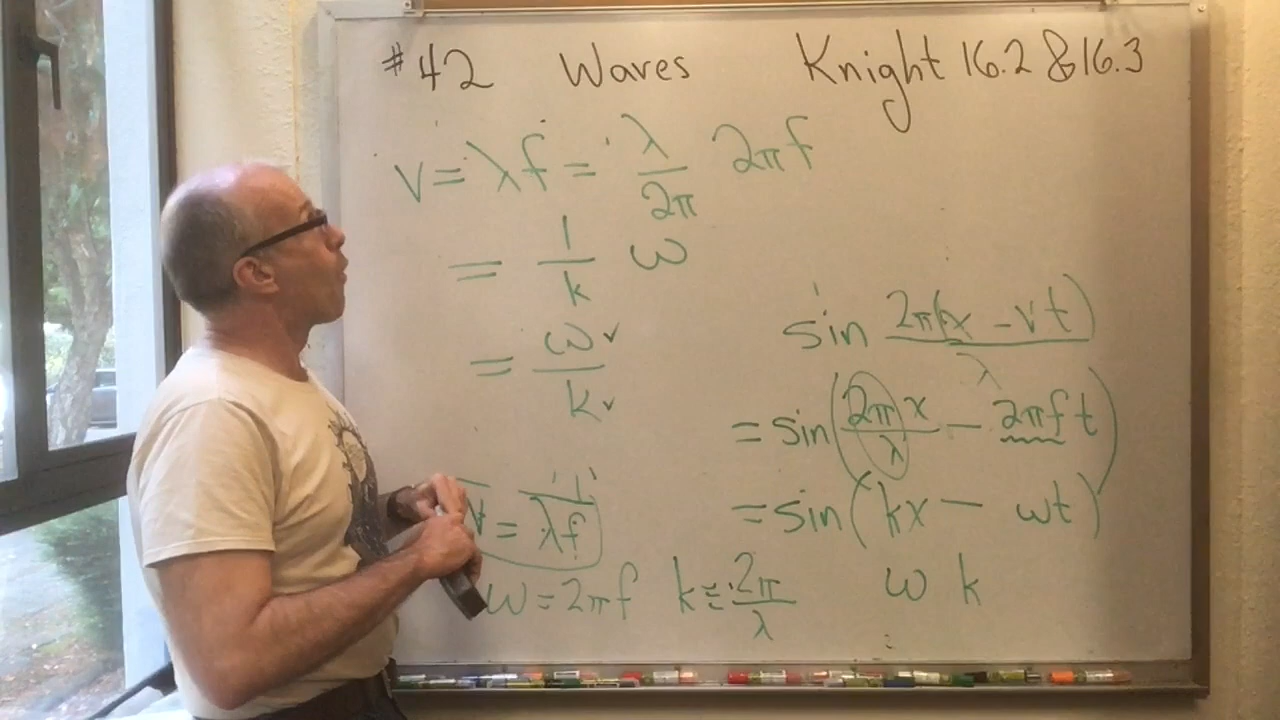 #42 Waves Knight 16.2 & 16.3
v = λf = λ/2π 2πf
= 1/k ω
= ω/k
sin 2π(x - vt)/λ
= sin(2πx/λ - 2πft)
= sin(kx - ωt)
= λf
ω = 2πf k ≡ 2π/λ ω k